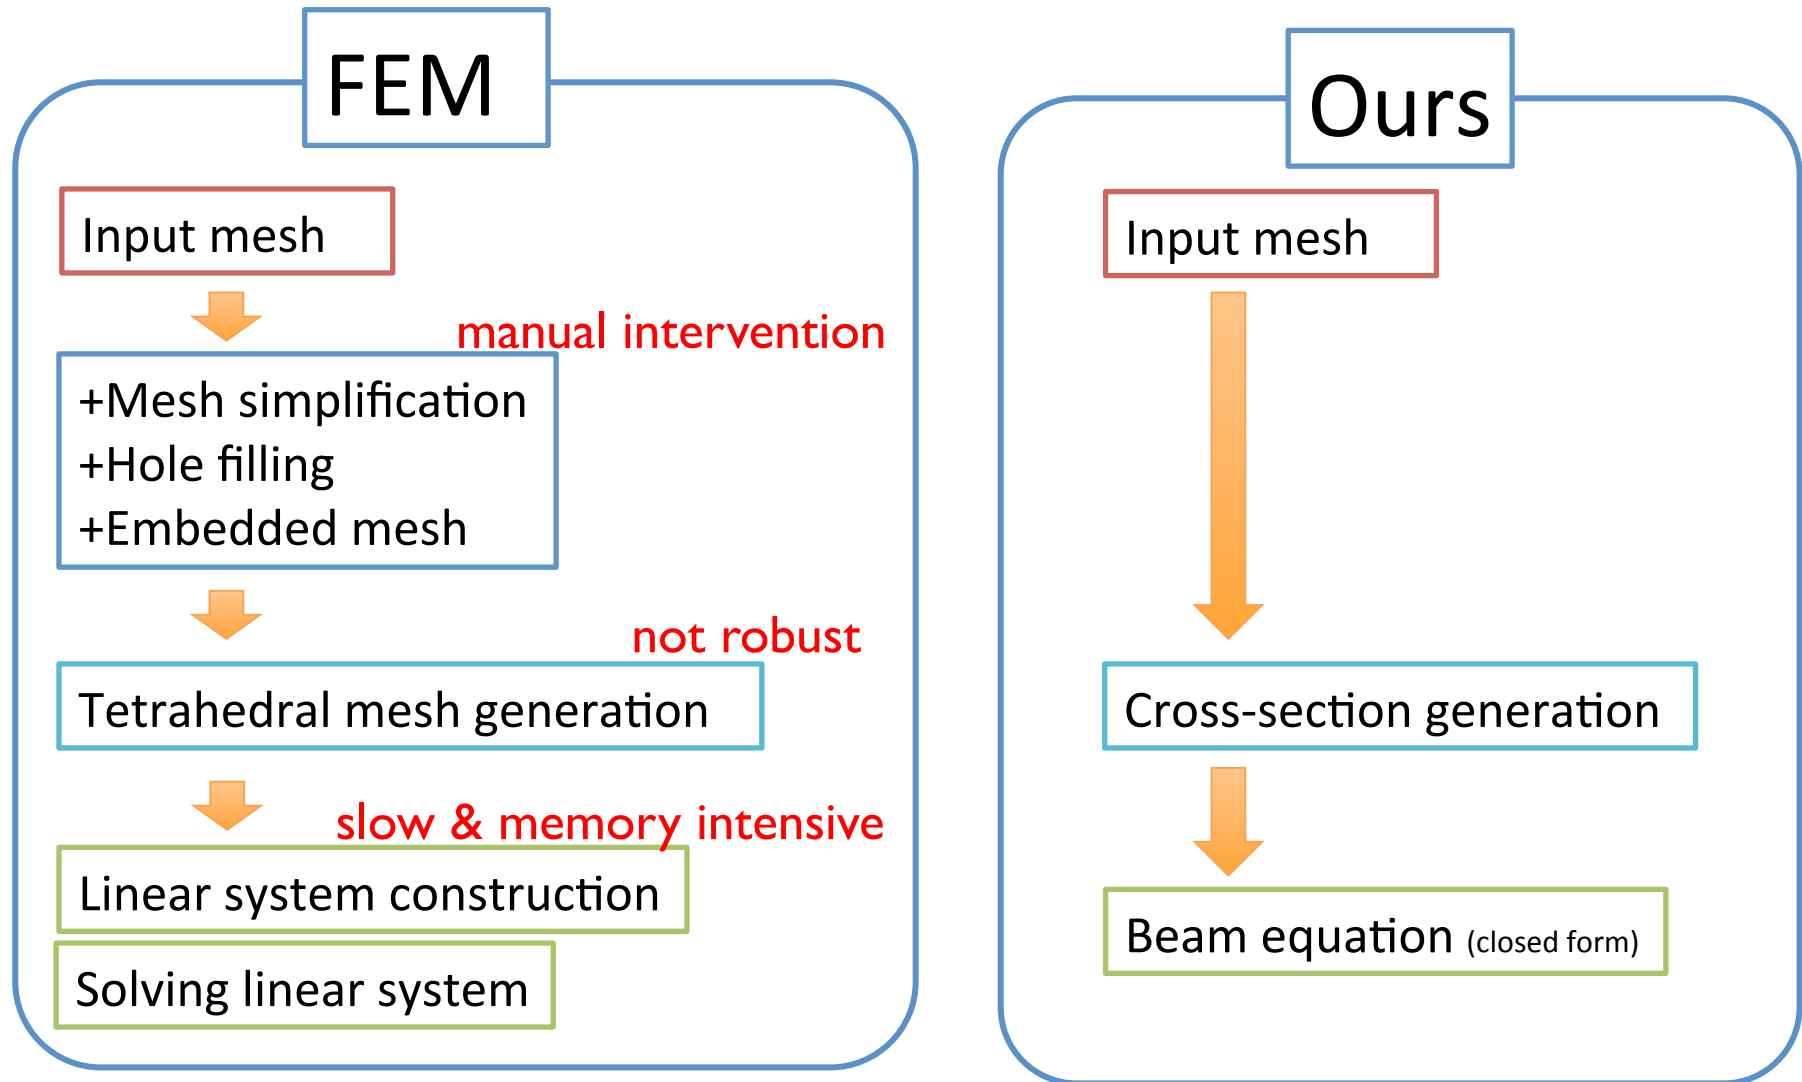 FEM
Input mesh
manual intervention
+Mesh simplification
+Hole filling
+Embedded mesh
not robust
Tetrahedral mesh generation
slow & memory intensive
Linear system construction
Solving linear system
Ours
Input mesh
Cross-section generation
Beam equation (closed form)